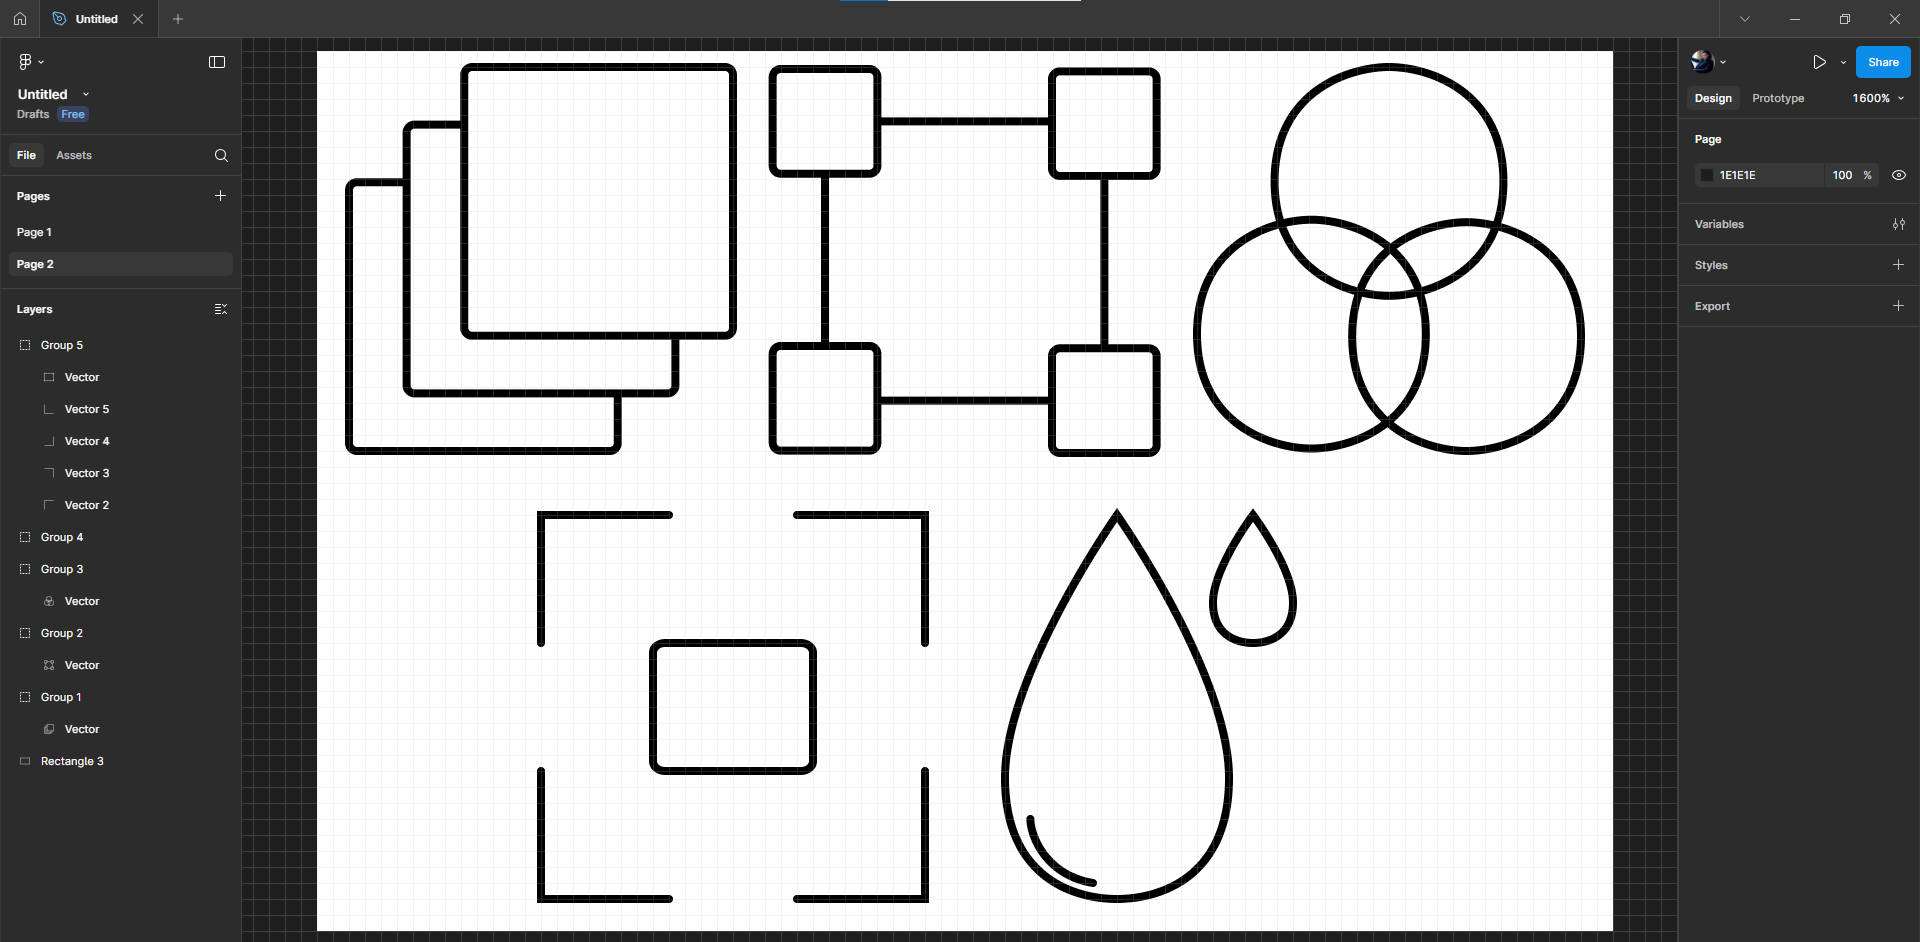 Untitled
Untitled
Drafts Free
File Assets
Pages
Page 1
Page 2
Layers
Group 5
Vector
Vector 5
Vector 4
Vector 3
Vector 2
Group 4
Group 3
Vector
Group 2
Vector
Group 1
Vector
Rectangle 3
Share
Design Prototype 1600%
Page
1E1E1E 100 %
Variables
Styles
Export